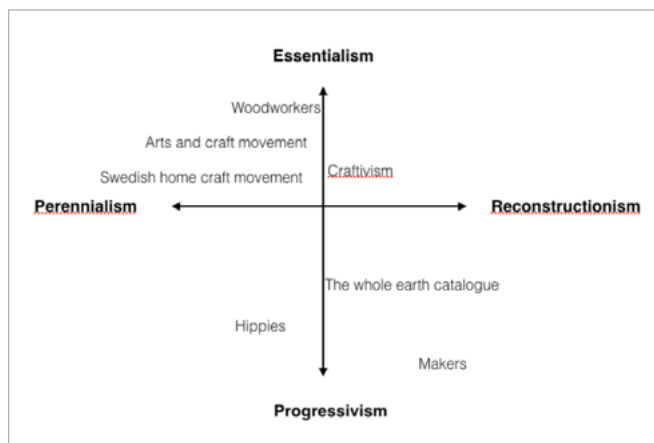 Essentialism
Woodworkers
Arts and craft movement
Craftivism
Swedish home craft movement
Perennialism
Reconstructionism
The whole earth catalogue
Hippies
Makers
Progressivism